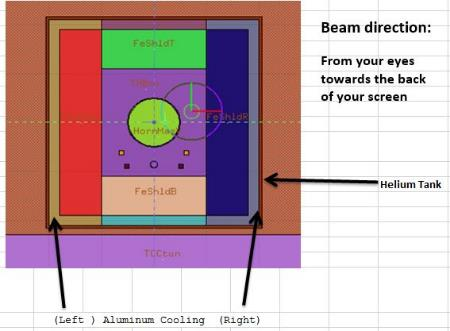 Beam direction:
From your eyes
towards the back
of your screen
FeShldT
HornMag
FeShldR
FeShldB
Helium Tank
TCCtun
(Left ) Aluminum Cooling (Right)